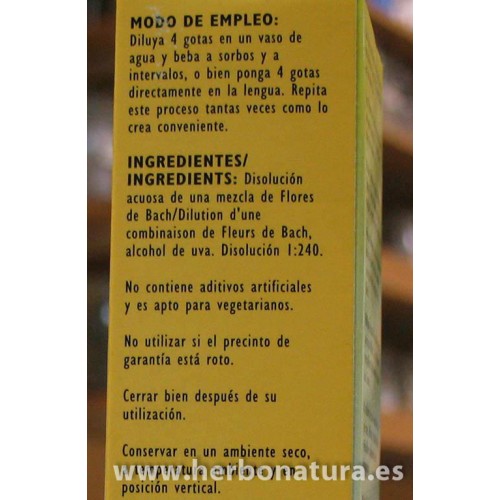 MODO DE EMPLEO:
Diluya 4 gotas en un vaso de
agua y beba a sorbos y a
intervalos, o bien ponga 4 gotas
directamente en la lengua. Repita
este proceso tantas veces como lo
crea conveniente.
INGREDIENTES/
INGREDIENTS: Disolución
acuosa de una mezcla de Flores
de Bach/Dilution d'une
combinaison de Fleurs de Bach,
alcohol de uva. Disolución 1:240.
No contiene aditivos artificiales
y es apto para vegetarianos.
No utilizar si el precinto de
garantía está roto.
Cerrar bien después de su
utilización.
Conservar en un ambiente seco,
temperatura y en
posición vertical.
www.herbonatura.es